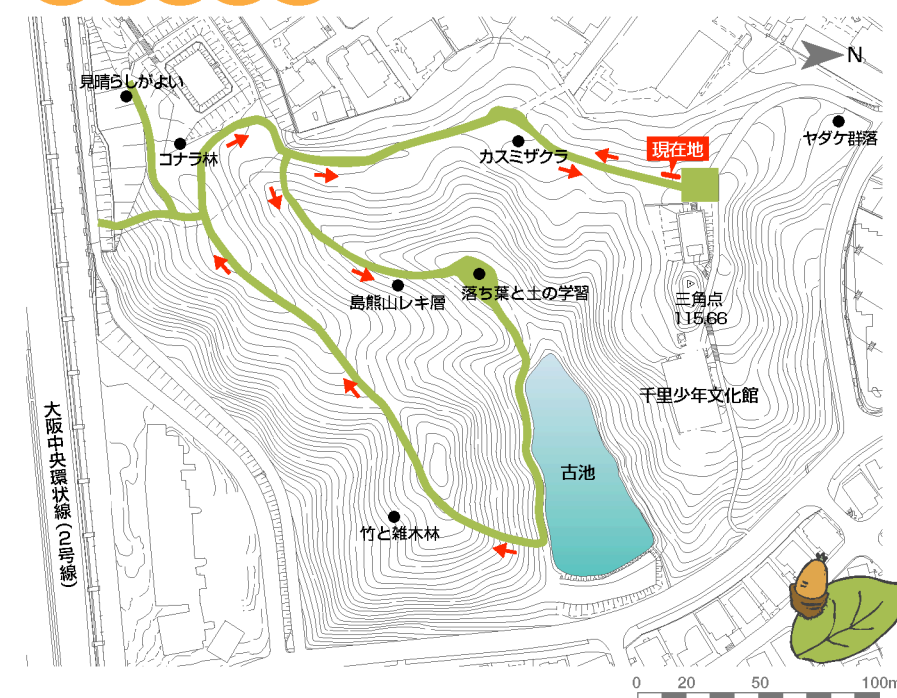 見晴らしがよい
コナラ林
カスミザクラ
現在地
N
ヤダケ群落
島熊山レキ層
落ち葉と土の学習
三角点
115.66
千里少年文化館
大阪中央環状線(2号線)
古池
竹と雑木林
0 20 50 100m